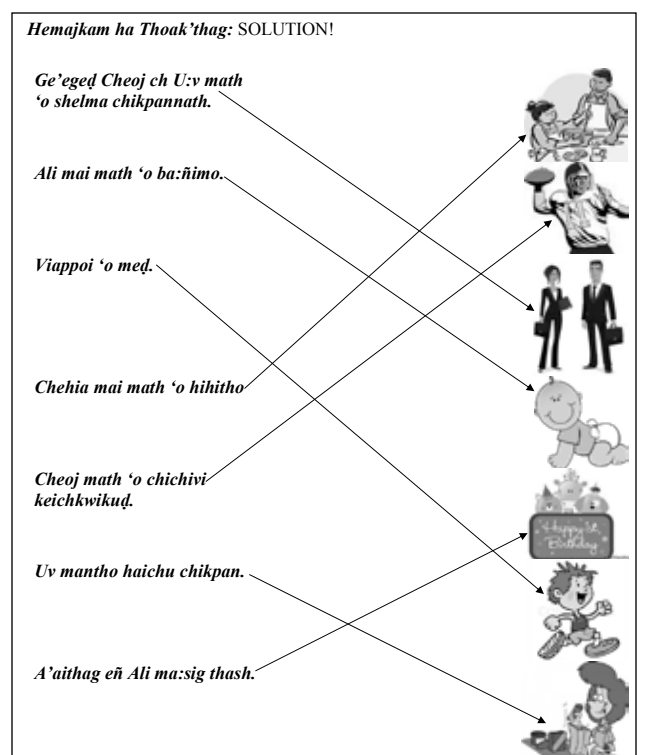 Hemajkam ha Thoak’thag: SOLUTION!
Ge’egeḍ Cheoj ch U:v math
‘o shelma chikpannath.
Ali mai math ‘o ba:ñimo.
Viappoi ‘o meḍ.
Chehia mai math ‘o hihitho
Cheoj math ‘o chichivi
keichkwikuḍ.
Happy
Birthday
Uv mantho haichu chikpan.
A’aithag eñ Ali ma:sig thash.